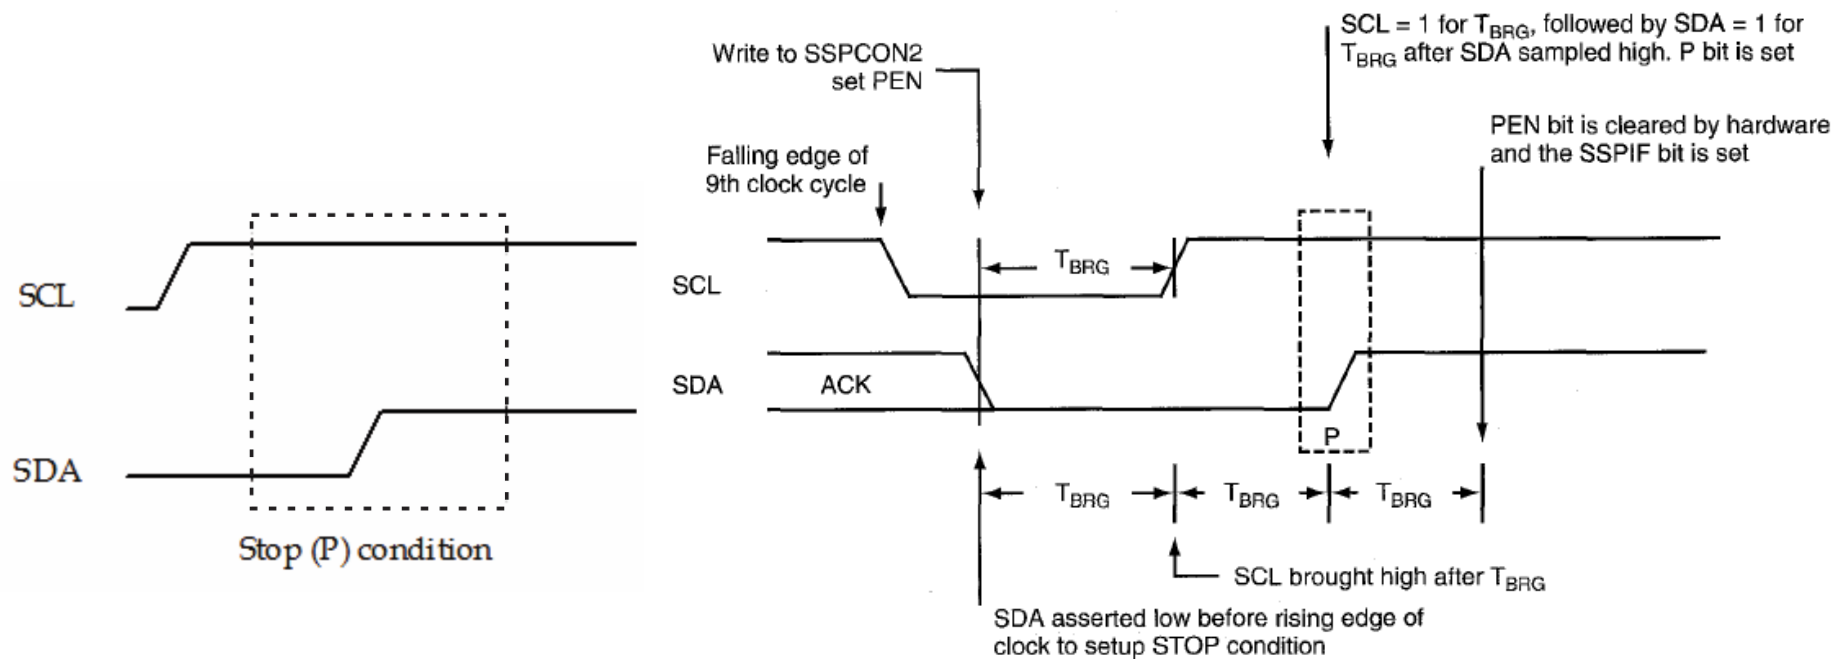 SCL
SDA
Stop (P) condition
Write to SSPCON2
set PEN
Falling edge of
9th clock cycle
SCL = 1 for TBRG, followed by SDA = 1 for
TBRG after SDA sampled high. P bit is set
PEN bit is cleared by hardware
and the SSPIF bit is set
SCL
TBRG
SDA
ACK
P
TBRG
TBRG
TBRG
SCL brought high after TBRG
SDA asserted low before rising edge of
clock to setup STOP condition